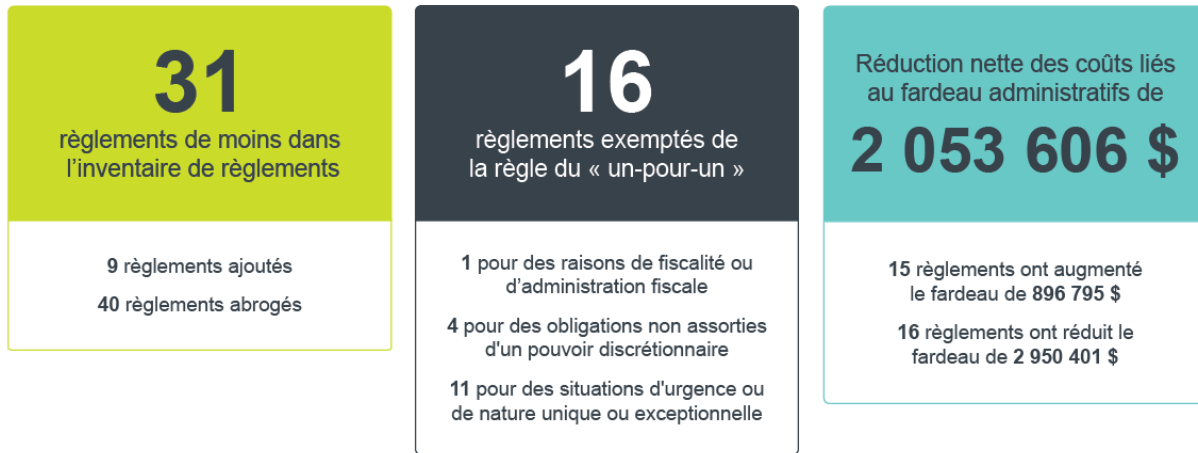 31
règlements de moins dans
l’inventaire de règlements
9 règlements ajoutés
40 règlements abrogés
16
règlements exemptés de
la règle du « un-pour-un »
1 pour des raisons de fiscalité ou
d’administration fiscale
4 pour des obligations non assorties
d'un pouvoir discrétionnaire
11 pour des situations d'urgence ou
de nature unique ou exceptionnelle
Réduction nette des coûts liés
au fardeau administratifs de
2 053 606 $
15 règlements ont augmenté
le fardeau de 896 795 $
16 règlements ont réduit le
fardeau de 2 950 401 $